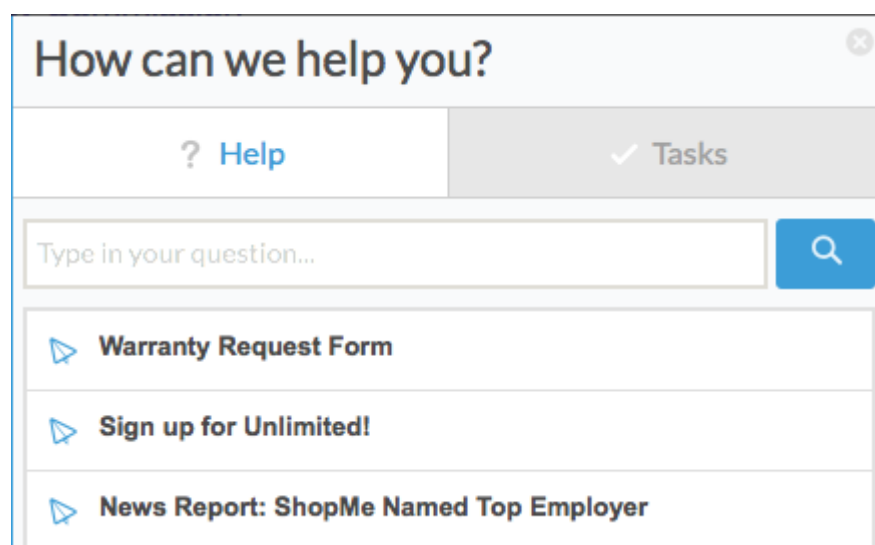 How can we help you?
? Help
Tasks
Type in your question...
Warranty Request Form
Sign up for Unlimited!
News Report: ShopMe Named Top Employer